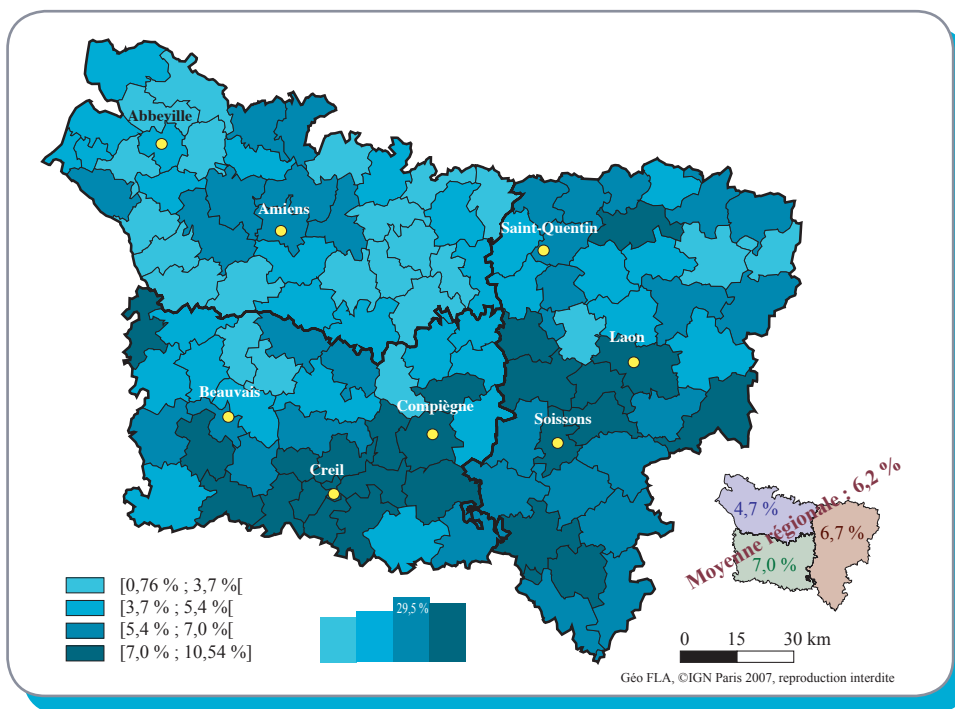 Abbeville
Amiens
Saint-Quentin
Laon
Beauvais
Compiègne
Soissons
Creil
Moyenne régionale : 6,2 %
4,7 %
6,7 %
7,0 %
[0,76 % ; 3,7 %[
[3,7 % ; 5,4 %[
[5,4 % ; 7,0 %[
[7,0 % ; 10,54 %]
29,5 %
0 15 30 km
Géo FLA, ©IGN Paris 2007, reproduction interdite